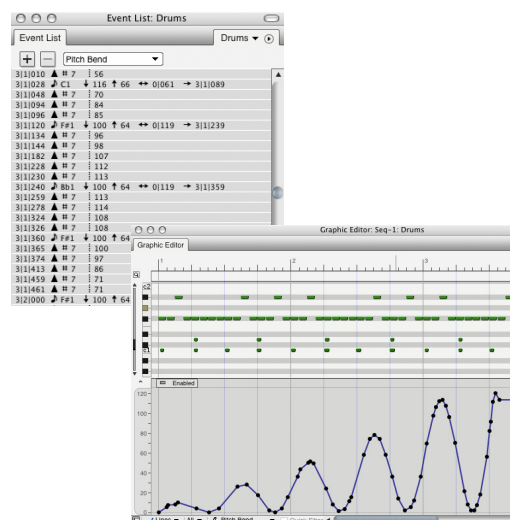 Event List: Drums
Event List
Drums
Pitch Bend
3|1|010 # 7 56
3|1|028 C1 116 66 0|061 3|1|089
3|1|048 # 7 70
3|1|094 # 7 84
3|1|096 # 7 85
3|1|120 F#1 100 64 0|119 3|1|239
3|1|134 # 7 96
3|1|144 # 7 98
3|1|182 # 7 107
3|1|228 # 7 112
3|1|230 # 7 113
3|1|240 Bb1 100 64 0|119 3|1|359
3|1|259 # 7 113
3|1|278 # 7 114
3|1|324 # 7 108
3|1|326 # 7 108
3|1|360 F#1 100 64
3|1|365 # 7 100
3|1|374 # 7 97
3|1|413 # 7 86
3|1|459 # 7 71
3|1|461 # 7 71
3|2|000 F#1 100 64
Graphic Editor: Seq-1: Drums
Graphic Editor
1 2 3
c2
c1
Enabled
120
100
80
60
40
20
0
Lines All Pitch Bend Quick Filter